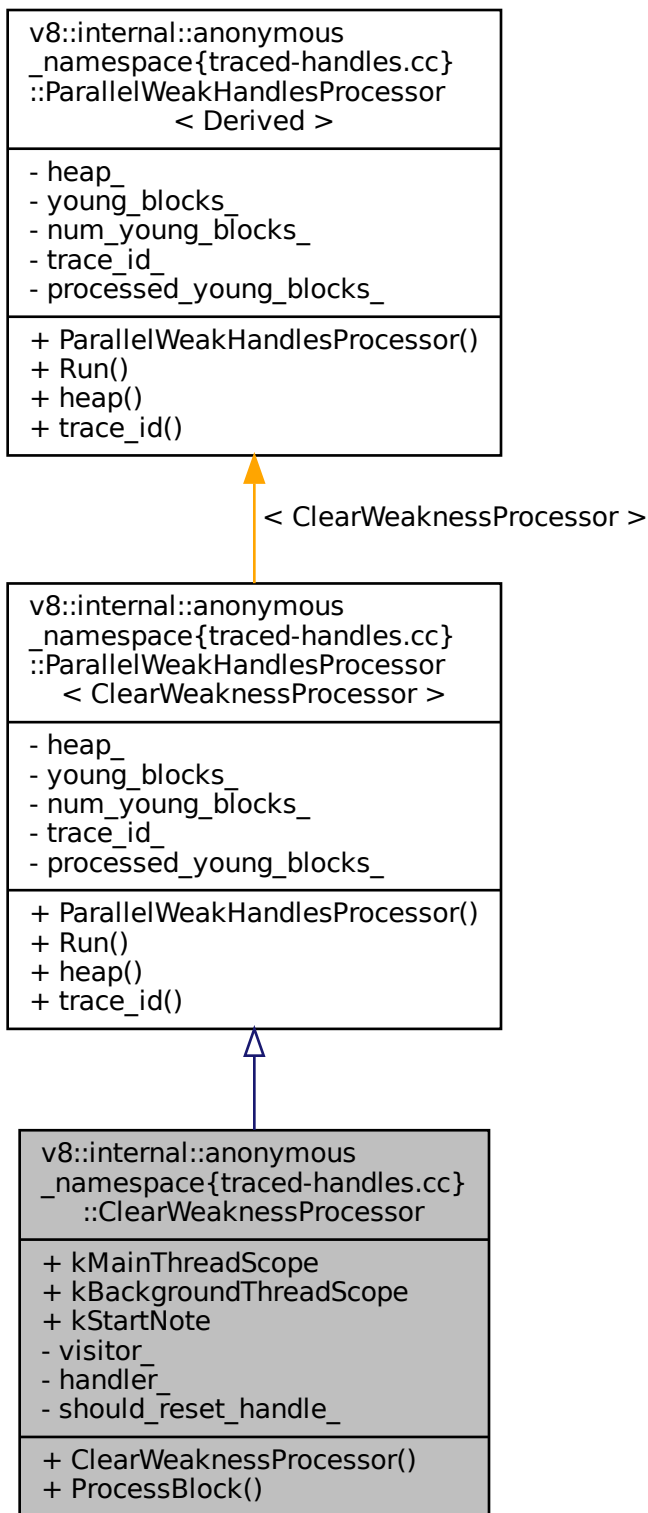 v8::internal::anonymous
_namespace{traced-handles.cc}
::ParallelWeakHandlesProcessor
< Derived >
- heap_
- young_blocks_
- num_young_blocks_
- trace_id_
- processed_young_blocks_
+ ParallelWeakHandlesProcessor()
+ Run()
+ heap()
+ trace_id()
< ClearWeaknessProcessor >
v8::internal::anonymous
_namespace{traced-handles.cc}
::ParallelWeakHandlesProcessor
< ClearWeaknessProcessor >
- heap_
- young_blocks_
- num_young_blocks_
- trace_id_
- processed_young_blocks_
+ ParallelWeakHandlesProcessor()
+ Run()
+ heap()
+ trace_id()
v8::internal::anonymous
_namespace{traced-handles.cc}
::ClearWeaknessProcessor
+ kMainThreadScope
+ kBackgroundThreadScope
+ kStartNote
- visitor_
- handler_
- should_reset_handle_
+ ClearWeaknessProcessor()
+ ProcessBlock()